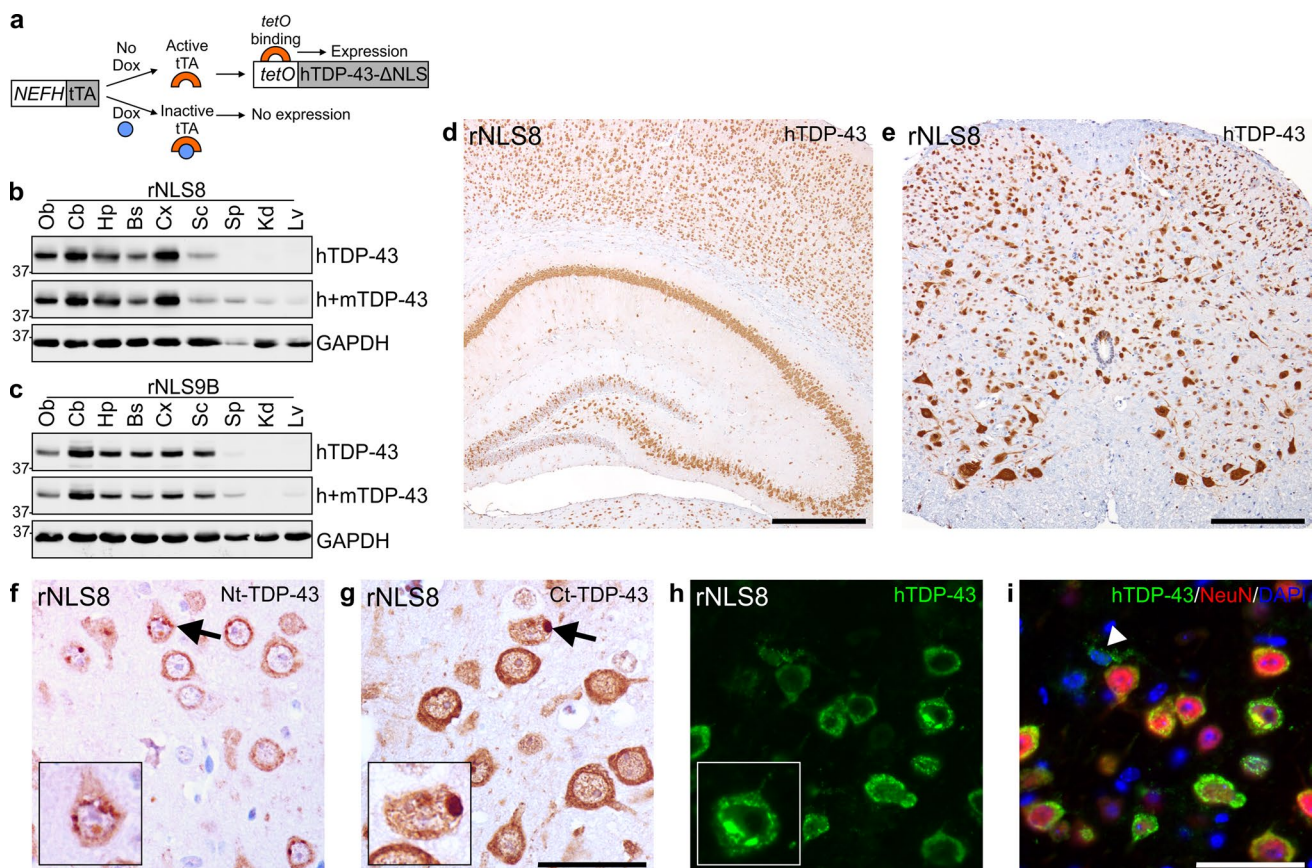 a
No
Dox
Active
tTA
tetO
binding
Expression
NEFH tTA
tetO hTDP-43-ΔNLS
Dox
Inactive
tTA
No expression
b
rNLS8
Ob Cb Hp Bs Cx Sc Sp Kd Lv
hTDP-43
37
h+mTDP-43
37
GAPDH
37
c
rNLS9B
Ob Cb Hp Bs Cx Sc Sp Kd Lv
hTDP-43
37
h+mTDP-43
37
GAPDH
37
d
rNLS8 hTDP-43
e
rNLS8 hTDP-43
f
rNLS8 Nt-TDP-43
g
rNLS8 Ct-TDP-43
h
rNLS8 hTDP-43
i
hTDP-43/NeuN/DAPI